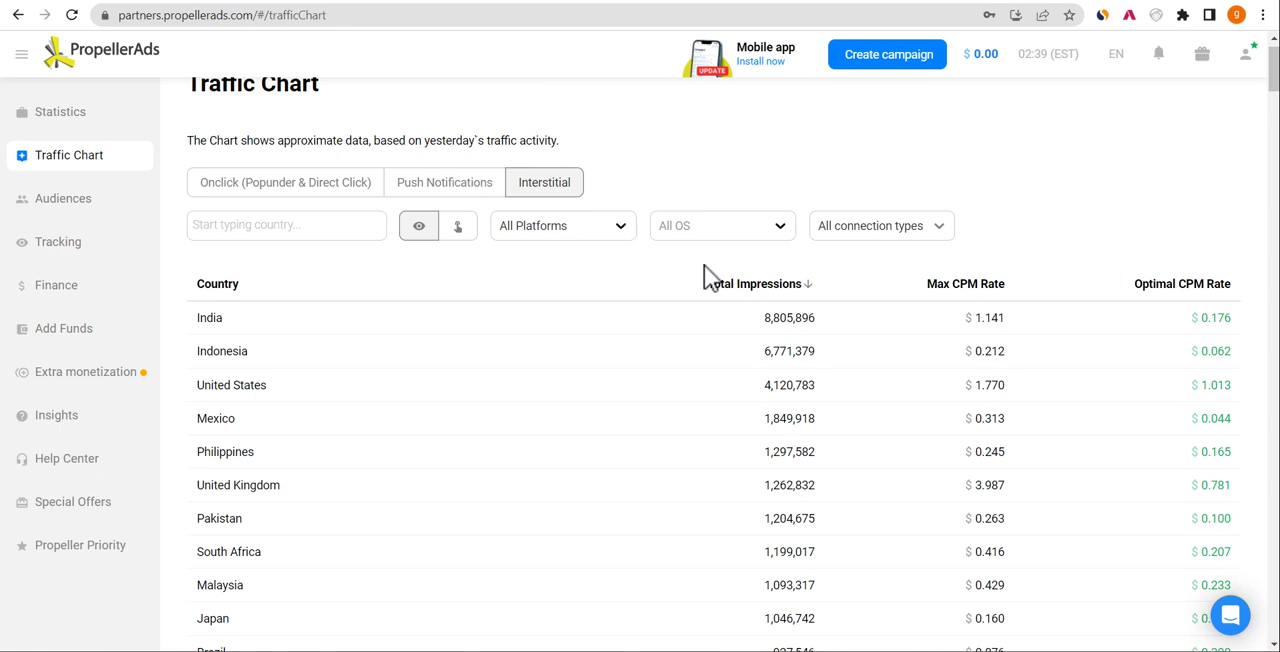 partners.propellerads.com/#/trafficChart
g
PropellerAds
UPDATE
Mobile app
Install now
Create campaign
$ 0.00
02:39 (EST)
EN
Statistics
Traffic Chart
Audiences
Tracking
Finance
Add Funds
Extra monetization
Insights
Help Center
Special Offers
Propeller Priority
Traffic Chart
The Chart shows approximate data, based on yesterday`s traffic activity.
Onclick (Popunder & Direct Click) Push Notifications Interstitial
Start typing country... All Platforms All OS All connection types
Country Total Impressions ↓ Max CPM Rate Optimal CPM Rate
India 8,805,896 $ 1.141 $ 0.176
Indonesia 6,771,379 $ 0.212 $ 0.062
United States 4,120,783 $ 1.770 $ 1.013
Mexico 1,849,918 $ 0.313 $ 0.044
Philippines 1,297,582 $ 0.245 $ 0.165
United Kingdom 1,262,832 $ 3.987 $ 0.781
Pakistan 1,204,675 $ 0.263 $ 0.100
South Africa 1,199,017 $ 0.416 $ 0.207
Malaysia 1,093,317 $ 0.429 $ 0.233
Japan 1,046,742 $ 0.160
Brazil